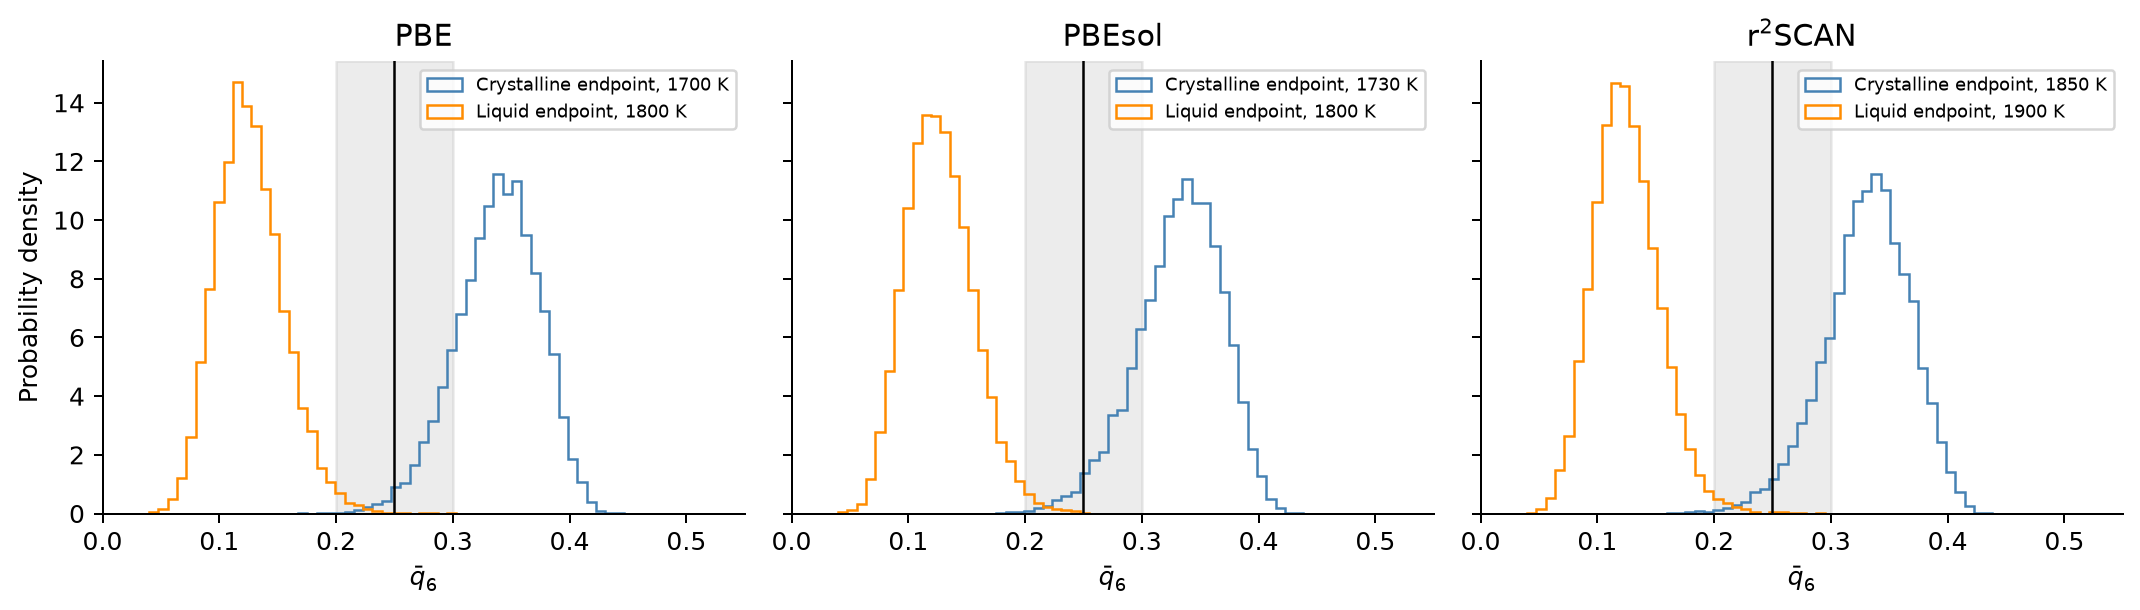 PBE
PBEsol
r²SCAN
Crystalline endpoint, 1700 K
Liquid endpoint, 1800 K
Crystalline endpoint, 1730 K
Liquid endpoint, 1800 K
Crystalline endpoint, 1850 K
Liquid endpoint, 1900 K
Probability density
14
12
10
8
6
4
2
0
0.0 0.1 0.2 0.3 0.4 0.5
0.0 0.1 0.2 0.3 0.4 0.5
0.0 0.1 0.2 0.3 0.4 0.5
q̄₆
q̄₆
q̄₆